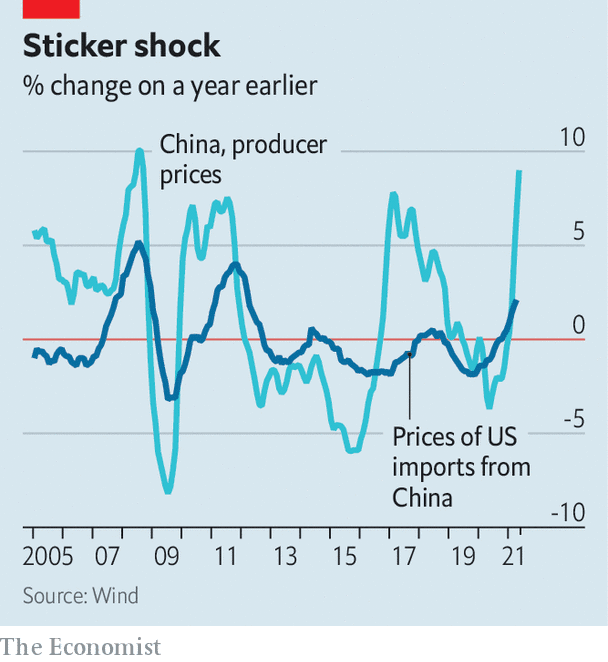 Sticker shock
% change on a year earlier
China, producer
prices
10
5
0
-5
-10
Prices of US
imports from
China
2005 07 09 11 13 15 17 19 21
Source: Wind
The Economist